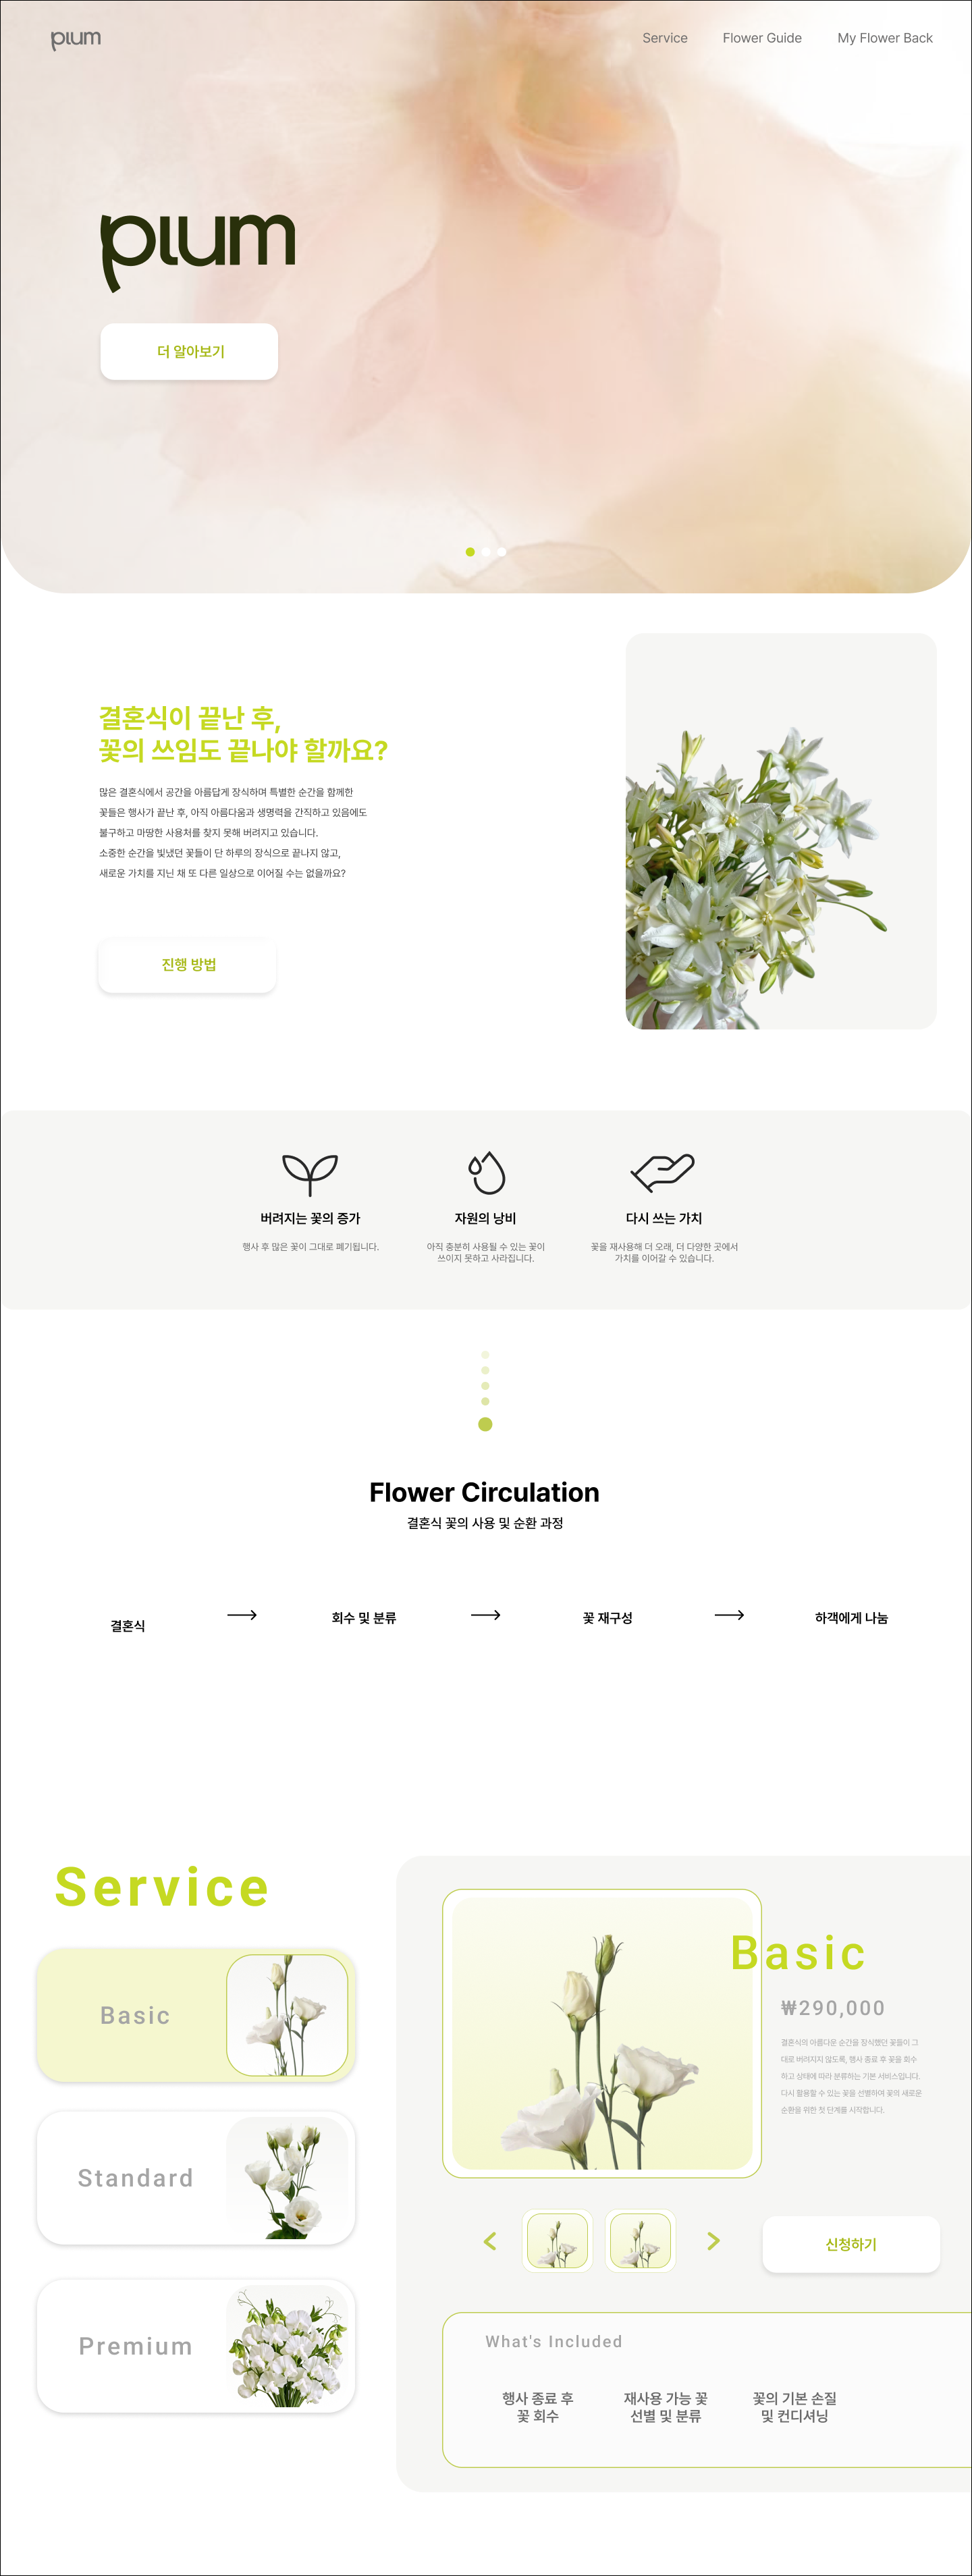 plum
Service
Flower Guide
My Flower Back
plum
더 알아보기
결혼식이 끝난 후,
꽃의 쓰임도 끝나야 할까요?
많은 결혼식에서 공간을 아름답게 장식하며 특별한 순간을 함께한
꽃들은 행사가 끝난 후, 아직 아름다움과 생명력을 간직하고 있음에도
불구하고 마땅한 사용처를 찾지 못해 버려지고 있습니다.
소중한 순간을 빛냈던 꽃들이 단 하루의 장식으로 끝나지 않고,
새로운 가치를 지닌 채 또 다른 일상으로 이어질 수는 없을까요?
진행 방법
버려지는 꽃의 증가
행사 후 많은 꽃이 그대로 폐기됩니다.
자원의 낭비
아직 충분히 사용될 수 있는 꽃이
쓰이지 못하고 사라집니다.
다시 쓰는 가치
꽃을 재사용해 더 오래, 더 다양한 곳에서
가치를 이어갈 수 있습니다.
Flower Circulation
결혼식 꽃의 사용 및 순환 과정
결혼식
회수 및 분류
꽃 재구성
하객에게 나눔
Service
Basic
Standard
Premium
Basic
₩290,000
결혼식의 아름다운 순간을 장식했던 꽃들이 그
대로 버려지지 않도록, 행사 종료 후 꽃을 회수
하고 상태에 따라 분류하는 기본 서비스입니다.
다시 활용할 수 있는 꽃을 선별하여 꽃의 새로운
순환을 위한 첫 단계를 시작합니다.
신청하기
What's Included
행사 종료 후
꽃 회수
재사용 가능 꽃
선별 및 분류
꽃의 기본 손질
및 컨디셔닝